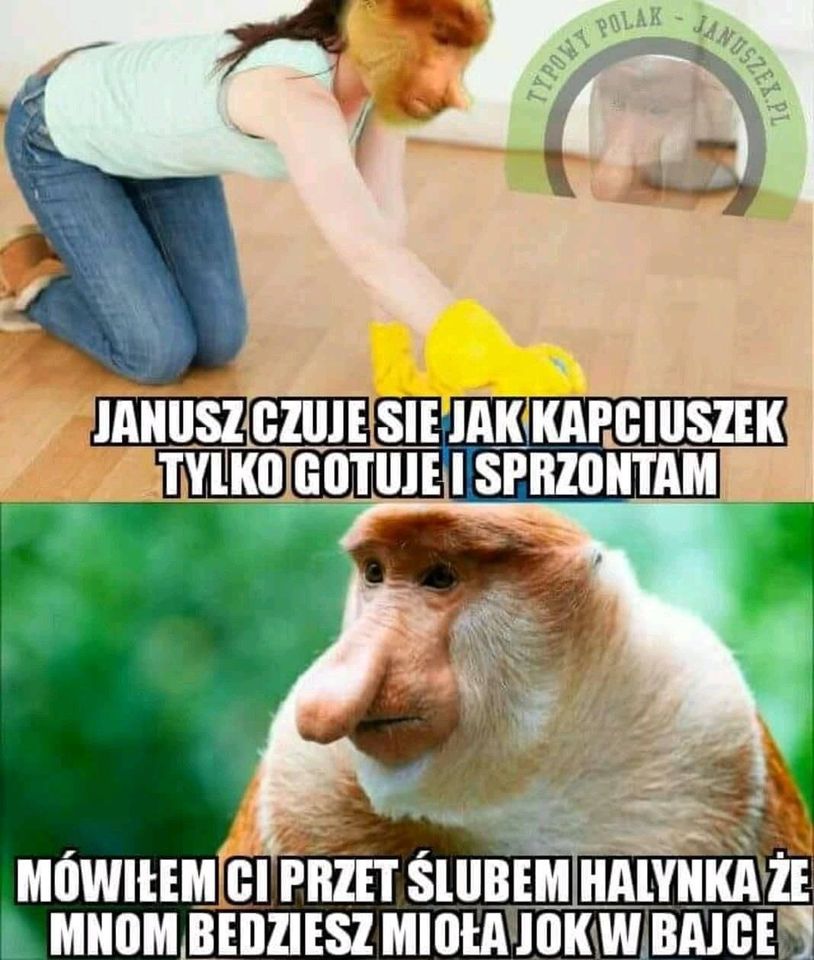 TYPOWY POLAK - JANUSZEX.PL
JANUSZ CZUJE SIE JAK KAPCIUSZEK
TYLKO GOTUJE I SPRZONTAM
MÓWIŁEM CI PRZET ŚLUBEM HALYNKA ŻE
MNOM BEDZIESZ MIOŁA JOK W BAJCE